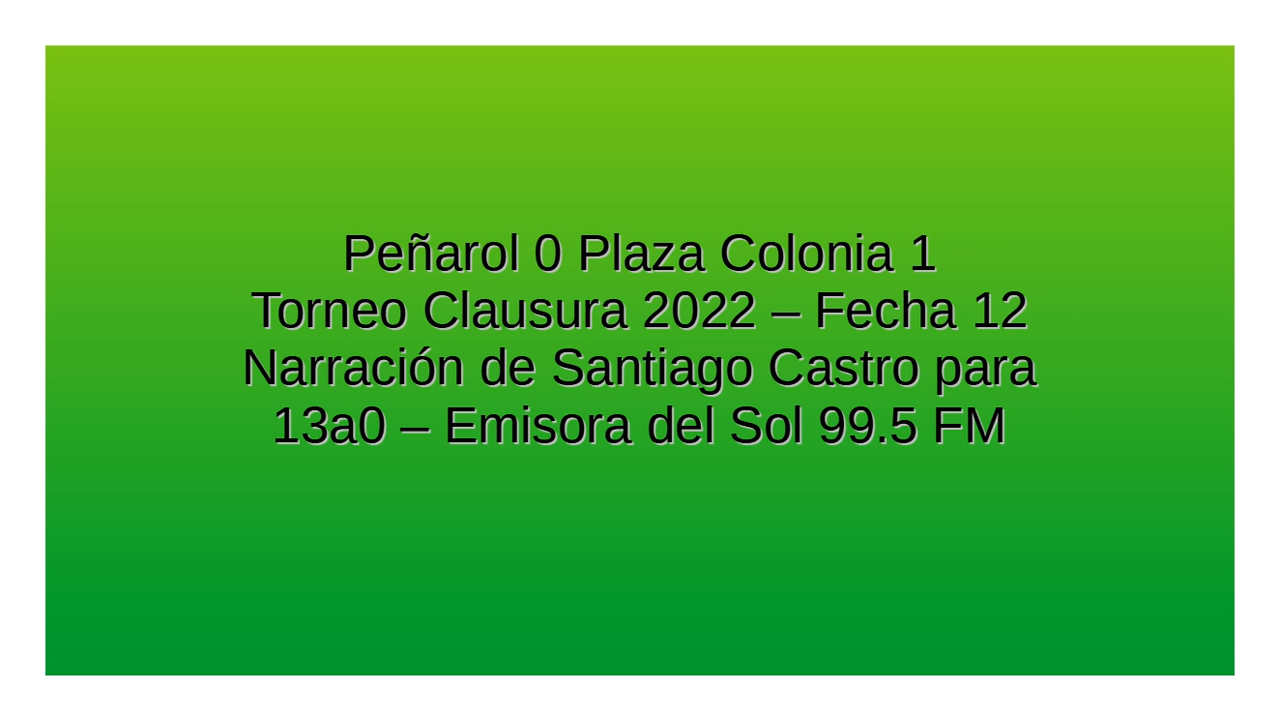 Peñarol 0 Plaza Colonia 1
Torneo Clausura 2022 – Fecha 12
Narración de Santiago Castro para
13a0 – Emisora del Sol 99.5 FM